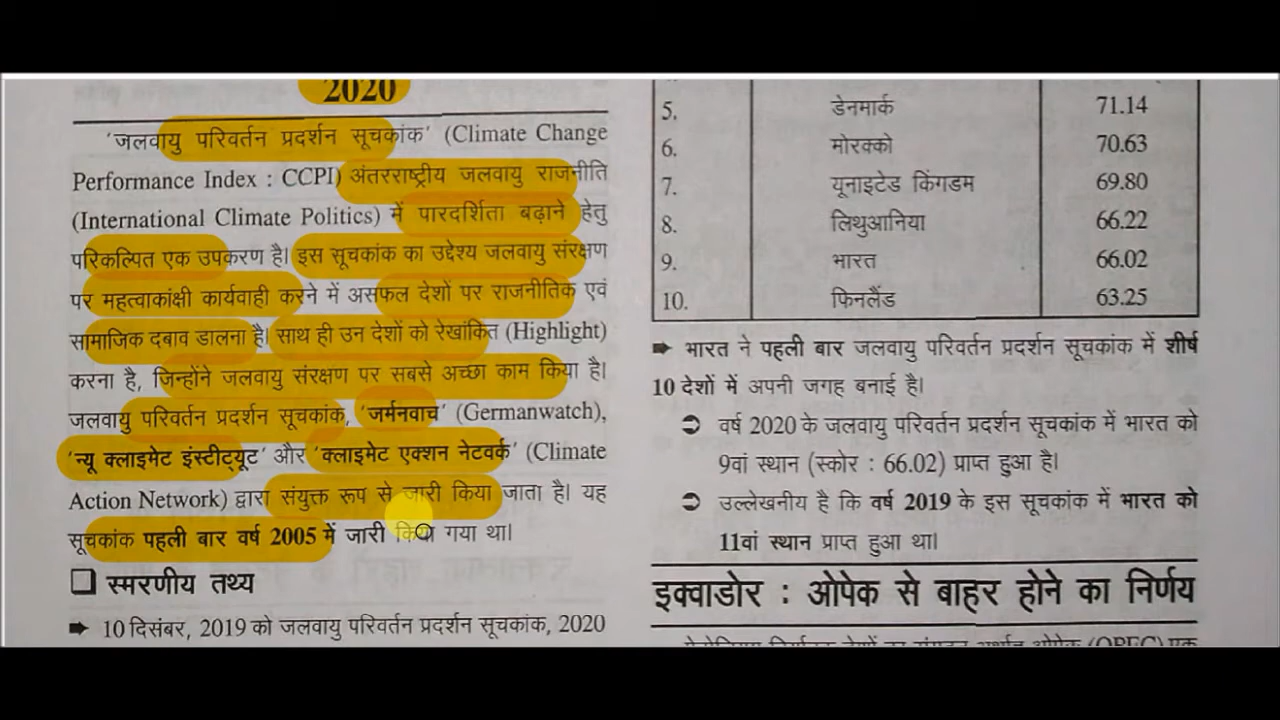 2020
'जलवायु परिवर्तन प्रदर्शन सूचकांक' (Climate Change
Performance Index : CCPI) अंतरराष्ट्रीय जलवायु राजनीति
(International Climate Politics) में पारदर्शिता बढ़ाने हेतु
परिकल्पित एक उपकरण है। इस सूचकांक का उद्देश्य जलवायु संरक्षण
पर महत्वाकांक्षी कार्यवाही करने में असफल देशों पर राजनीतिक एवं
सामाजिक दबाव डालना है। साथ ही उन देशों को रेखांकित (Highlight)
करना है, जिन्होंने जलवायु संरक्षण पर सबसे अच्छा काम किया है।
जलवायु परिवर्तन प्रदर्शन सूचकांक, 'जर्मनवाच' (Germanwatch),
'न्यू क्लाइमेट इंस्टीट्यूट' और 'क्लाइमेट एक्शन नेटवर्क' (Climate
Action Network) द्वारा संयुक्त रूप से जारी किया जाता है। यह
सूचकांक पहली बार वर्ष 2005 में जारी किया गया था।
❑ स्मरणीय तथ्य
➡ 10 दिसंबर, 2019 को जलवायु परिवर्तन प्रदर्शन सूचकांक, 2020
5. डेनमार्क 71.14
6. मोरक्को 70.63
7. यूनाइटेड किंगडम 69.80
8. लिथुआनिया 66.22
9. भारत 66.02
10. फिनलैंड 63.25
➡ भारत ने पहली बार जलवायु परिवर्तन प्रदर्शन सूचकांक में शीर्ष
10 देशों में अपनी जगह बनाई है।
➲ वर्ष 2020 के जलवायु परिवर्तन प्रदर्शन सूचकांक में भारत को
9वां स्थान (स्कोर : 66.02) प्राप्त हुआ है।
➲ उल्लेखनीय है कि वर्ष 2019 के इस सूचकांक में भारत को
11वां स्थान प्राप्त हुआ था।
इक्वाडोर : ओपेक से बाहर होने का निर्णय